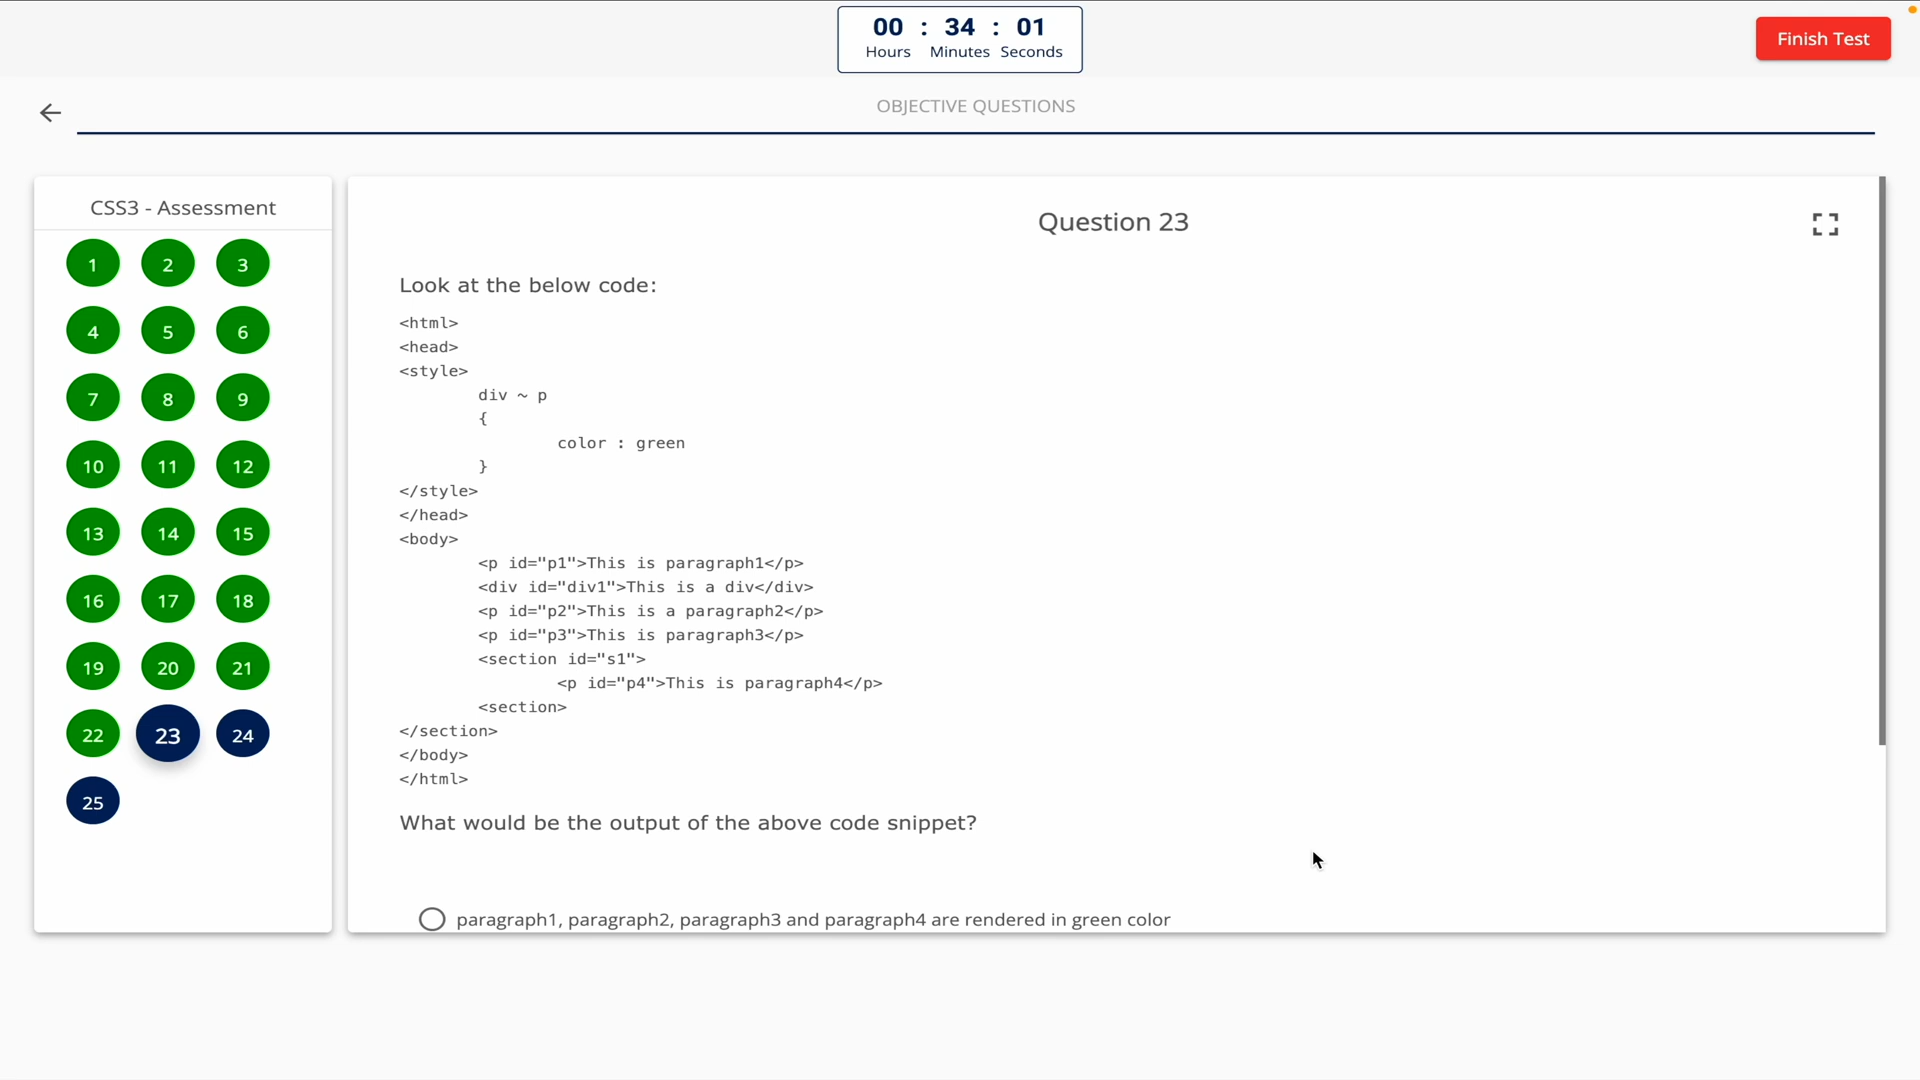 00 : 34 : 01
Hours Minutes Seconds
Finish Test
OBJECTIVE QUESTIONS
CSS3 - Assessment
1 2 3
4 5 6
7 8 9
10 11 12
13 14 15
16 17 18
19 20 21
22 23 24
25
Question 23
Look at the below code:
<html>
<head>
<style>
div ~ p
{
color : green
}
</style>
</head>
<body>
<p id="p1">This is paragraph1</p>
<div id="div1">This is a div</div>
<p id="p2">This is a paragraph2</p>
<p id="p3">This is paragraph3</p>
<section id="s1">
<p id="p4">This is paragraph4</p>
<section>
</section>
</body>
</html>
What would be the output of the above code snippet?
paragraph1, paragraph2, paragraph3 and paragraph4 are rendered in green color